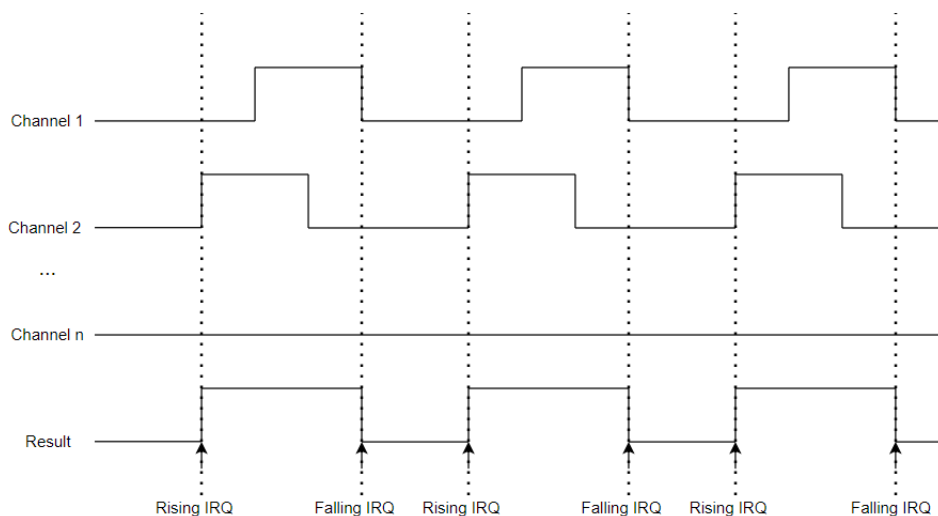 Channel 1
Channel 2
...
Channel n
Result
Rising IRQ Falling IRQ Rising IRQ Falling IRQ Rising IRQ Falling IRQ